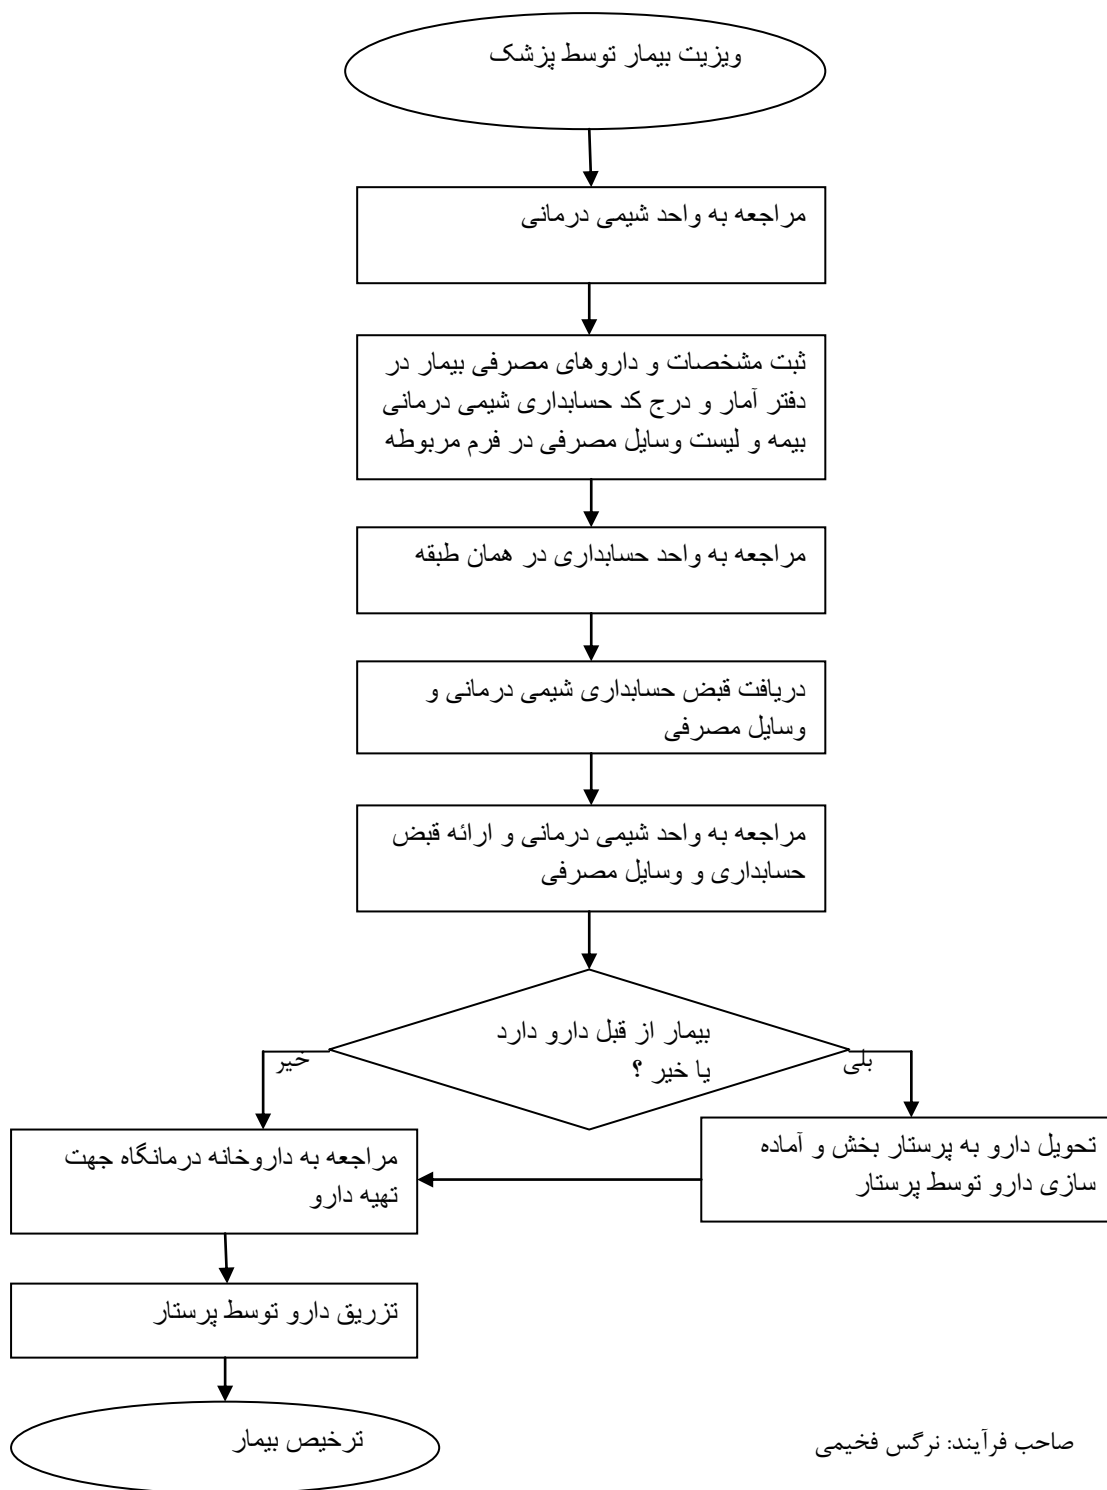 ویزیت بیمار توسط پزشک
مراجعه به واحد شیمی درمانی
ثبت مشخصات و داروهای مصرفی بیمار در
دفتر آمار و درج کد حسابداری شیمی درمانی
بیمه و لیست وسایل مصرفی در فرم مربوطه
مراجعه به واحد حسابداری در همان طبقه
دریافت قبض حسابداری شیمی درمانی و
وسایل مصرفی
مراجعه به واحد شیمی درمانی و ارائه قبض
حسابداری و وسایل مصرفی
بیمار از قبل دارو دارد
یا خیر ؟
بلی
خیر
تحویل دارو به پرستار بخش و آماده
سازی دارو توسط پرستار
مراجعه به داروخانه درمانگاه جهت
تهیه دارو
تزریق دارو توسط پرستار
ترخیص بیمار
صاحب فرآیند: نرگس فخیمی